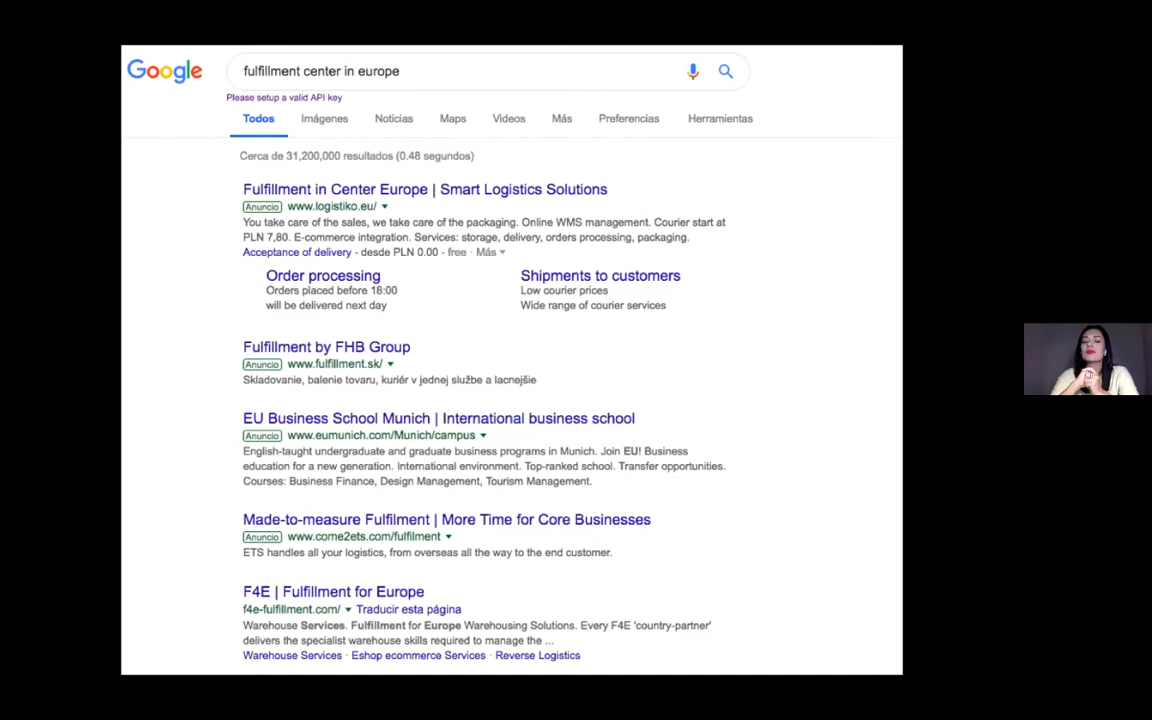 Google
fulfillment center in europe
Please setup a valid API key
Todos Imágenes Noticias Maps Videos Más Preferencias Herramientas
Cerca de 31,200,000 resultados (0.48 segundos)
Fulfillment in Center Europe | Smart Logistics Solutions
Anuncio www.logistiko.eu/
You take care of the sales, we take care of the packaging. Online WMS management. Courier start at
PLN 7,80. E-commerce integration. Services: storage, delivery, orders processing, packaging.
Acceptance of delivery - desde PLN 0.00 - free · Más
Order processing
Orders placed before 18:00
will be delivered next day
Shipments to customers
Low courier prices
Wide range of courier services
Fulfillment by FHB Group
Anuncio www.fulfillment.sk/
Skladovanie, balenie tovaru, kuriér v jednej službe a lacnejšie
EU Business School Munich | International business school
Anuncio www.eumunich.com/Munich/campus
English-taught undergraduate and graduate business programs in Munich. Join EU! Business
education for a new generation. International environment. Top-ranked school. Transfer opportunities.
Courses: Business Finance, Design Management, Tourism Management.
Made-to-measure Fulfilment | More Time for Core Businesses
Anuncio www.come2ets.com/fulfilment
ETS handles all your logistics, from overseas all the way to the end customer.
F4E | Fulfillment for Europe
f4e-fulfillment.com/ Traducir esta página
Warehouse Services. Fulfillment for Europe Warehousing Solutions. Every F4E 'country-partner'
delivers the specialist warehouse skills required to manage the ...
Warehouse Services · Eshop ecommerce Services · Reverse Logistics